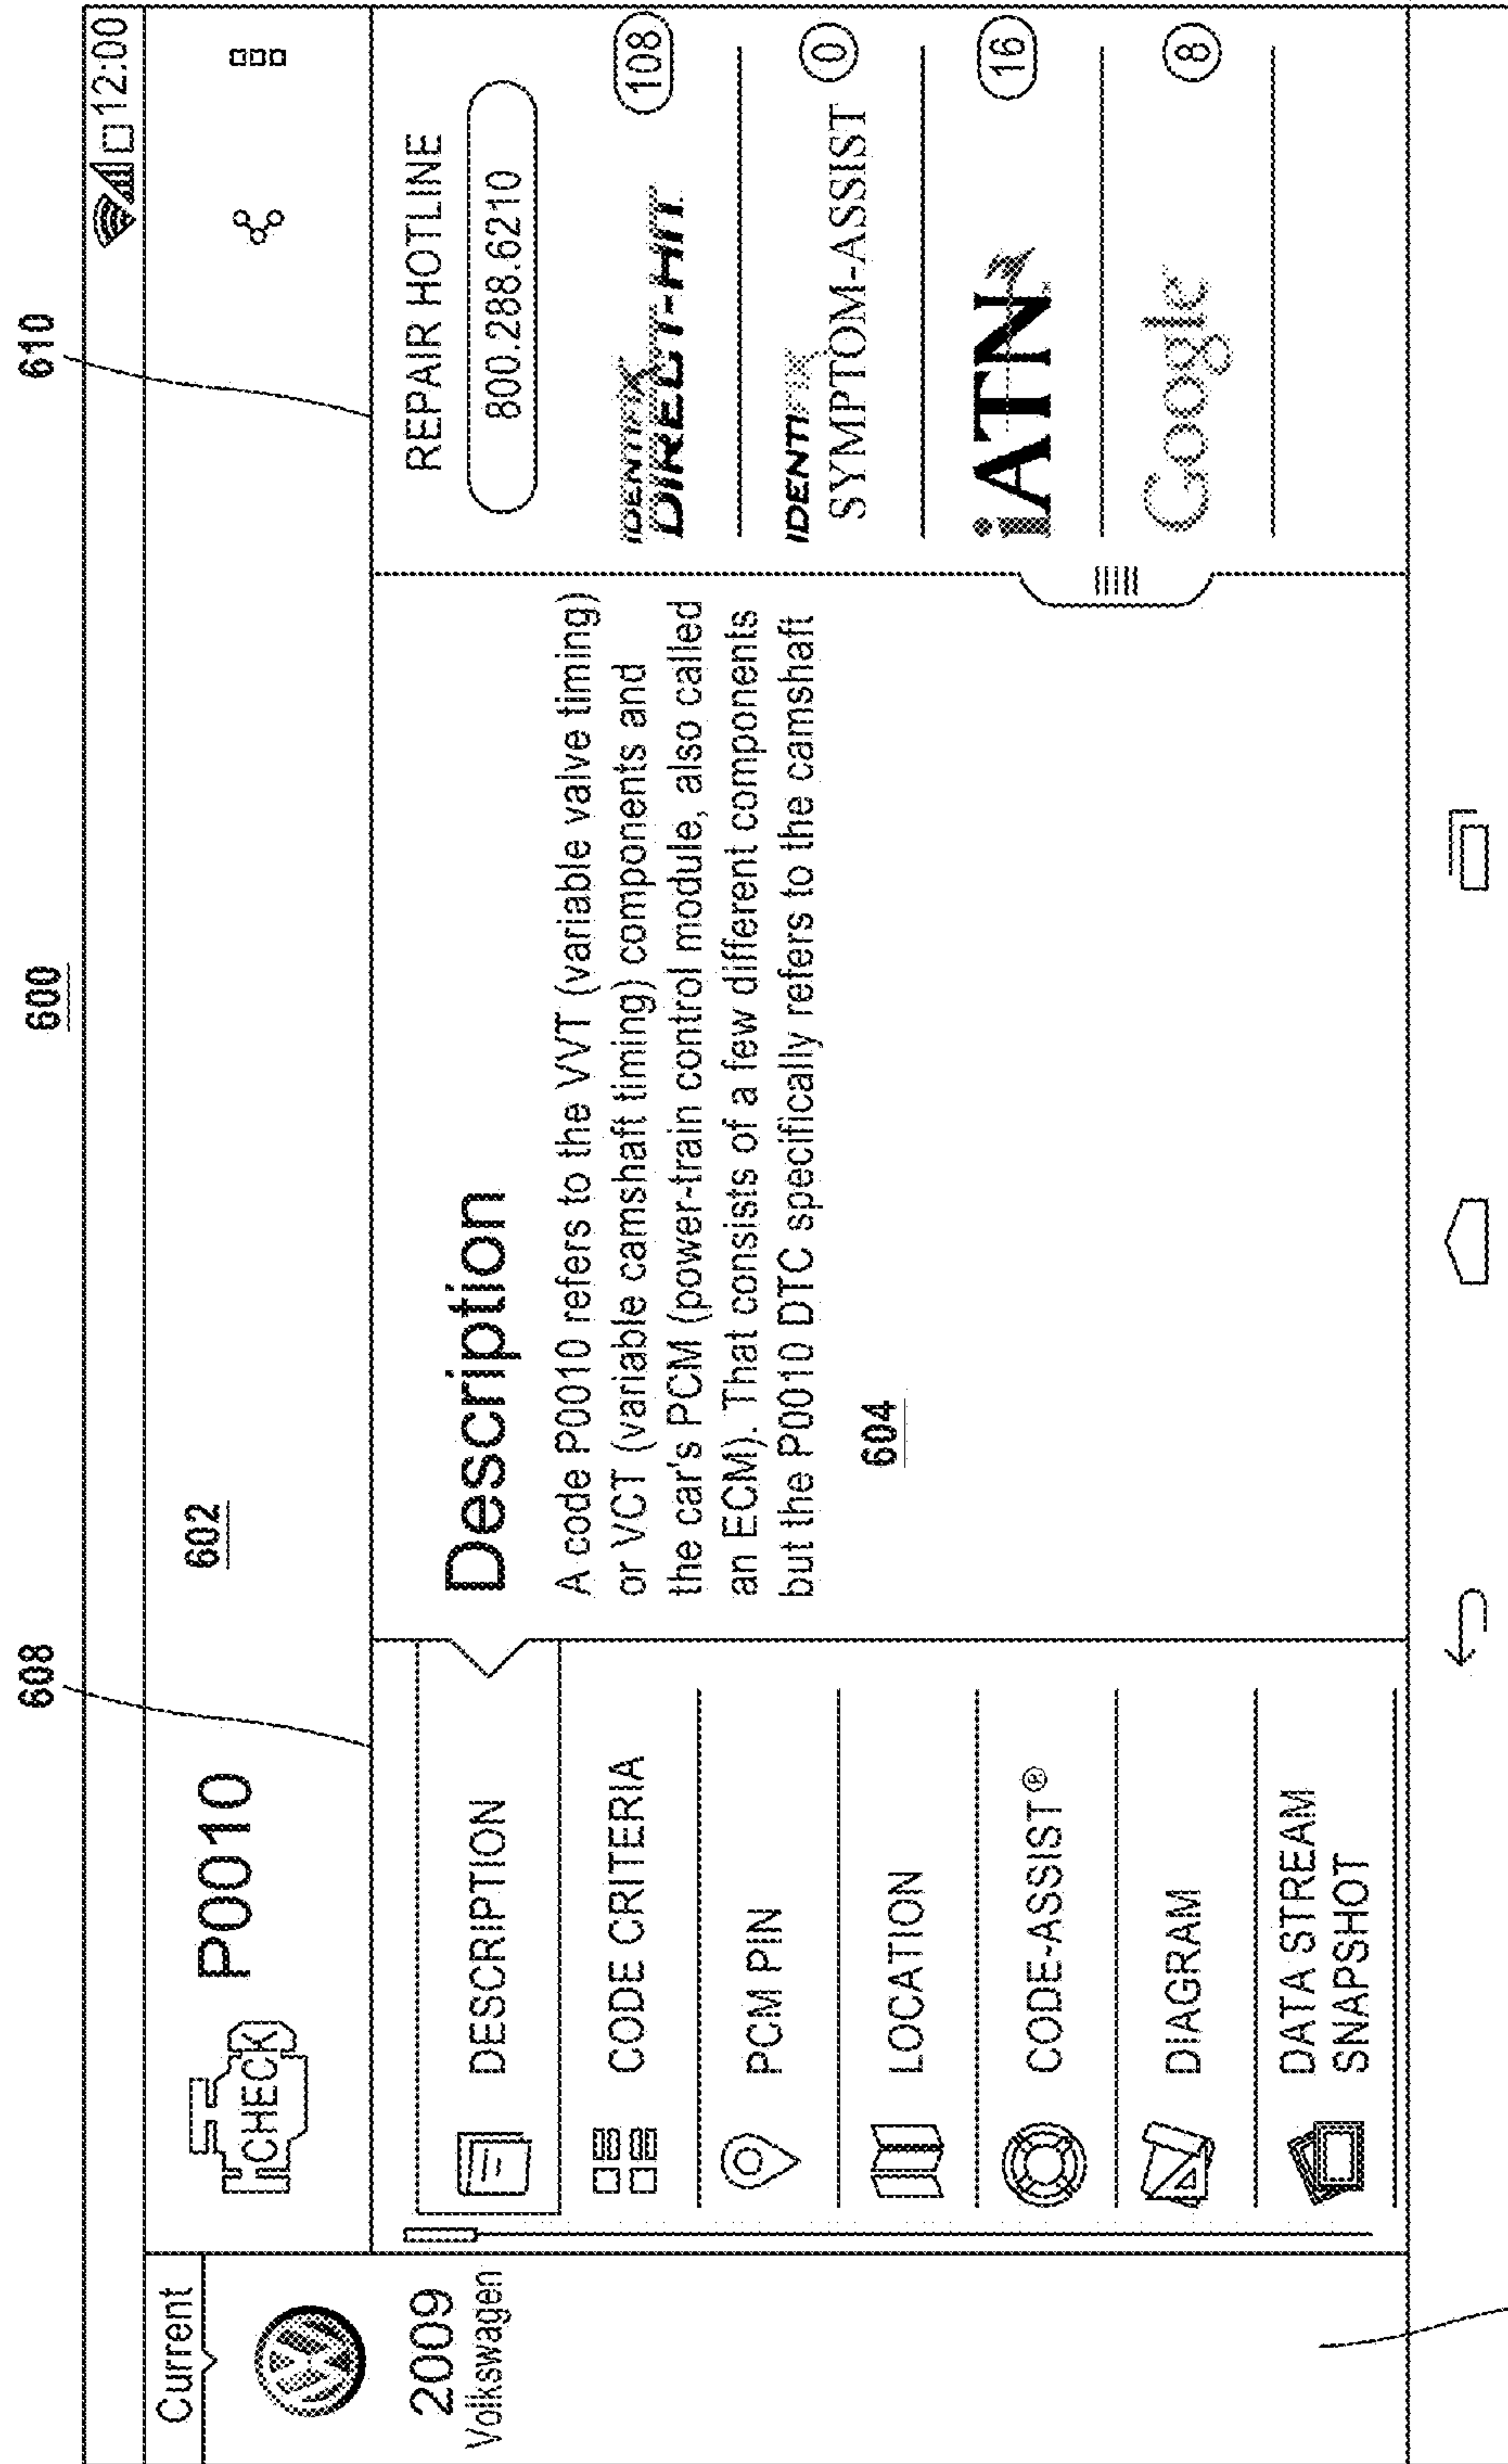 600
608
610
12:00
Current
2009
Volkswagen
CHECK
P0010
602
DESCRIPTION
CODE CRITERIA
PCM PIN
LOCATION
CODE-ASSIST®
DIAGRAM
DATA STREAM
SNAPSHOT
Description
A code P0010 refers to the VVT (variable valve timing)
or VCT (variable camshaft timing) components and
the car's PCM (power-train control module, also called
an ECM). That consists of a few different components
but the P0010 DTC specifically refers to the camshaft
604
REPAIR HOTLINE
800.288.6210
IDENTIFIX
DIRECT-HIT
108
IDENTIFIX
SYMPTOM-ASSIST
0
iATN
16
Google
8